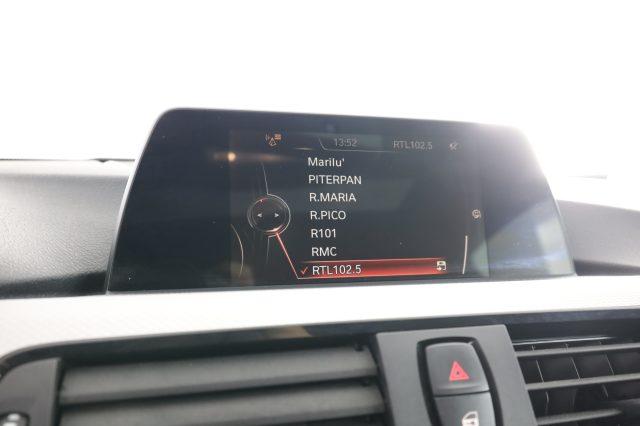 13:52 RTL102.5
Marilu'
PITERPAN
R.MARIA
R.PICO
R101
RMC
RTL102.5